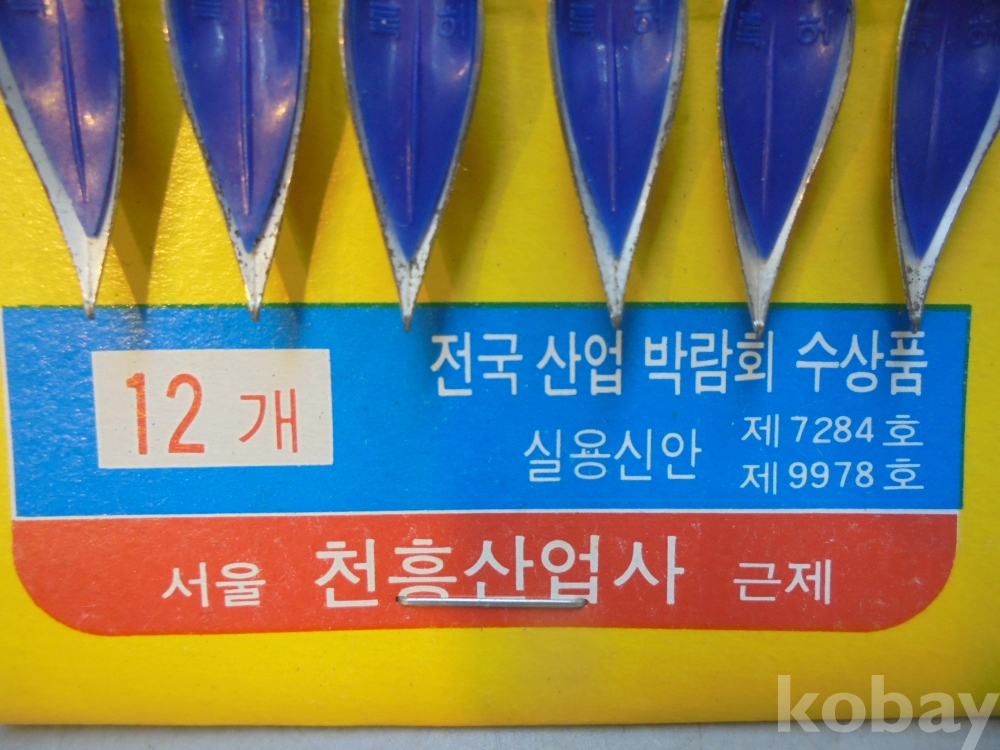 12 개
전국 산업 박람회 수상품
실용신안
제 7284 호
제 9978 호
서울 천흥산업사 근제
kobay